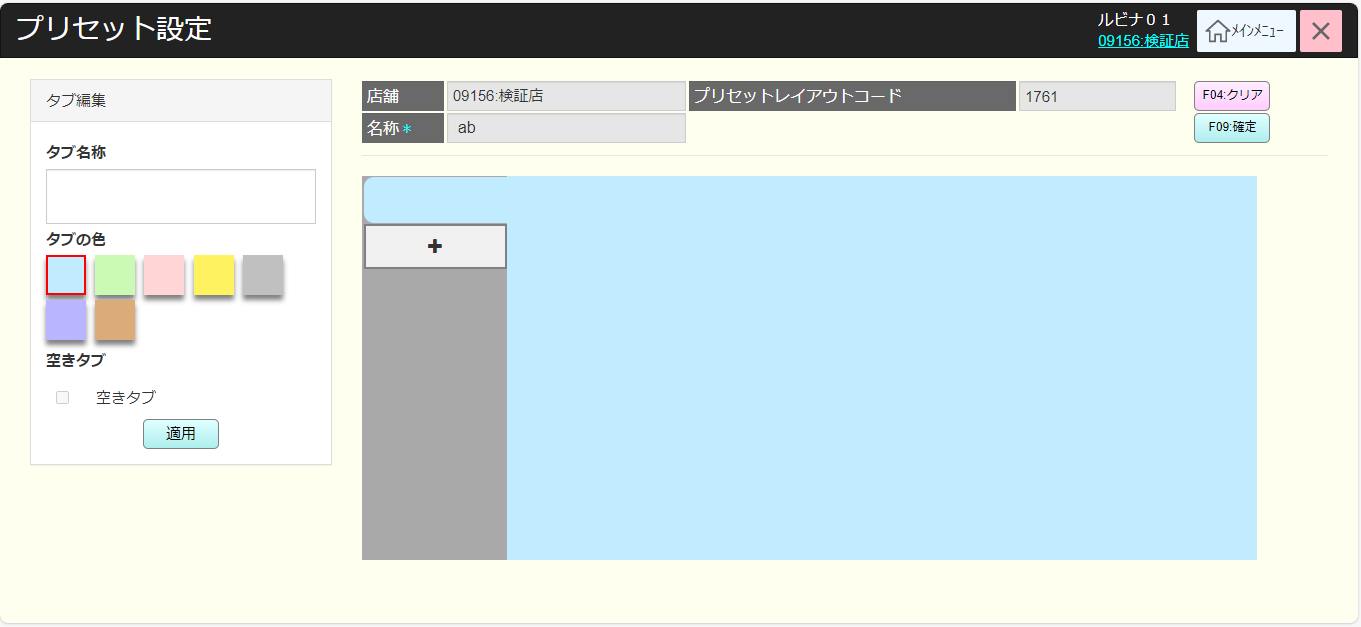 プリセット設定
ルビナ０１
09156:検証店
ﾒｲﾝﾒﾆｭｰ
タブ編集
店舗
09156:検証店
プリセットレイアウトコード
1761
F04:クリア
名称*
ab
F09:確定
タブ名称
タブの色
空きタブ
空きタブ
適用
+